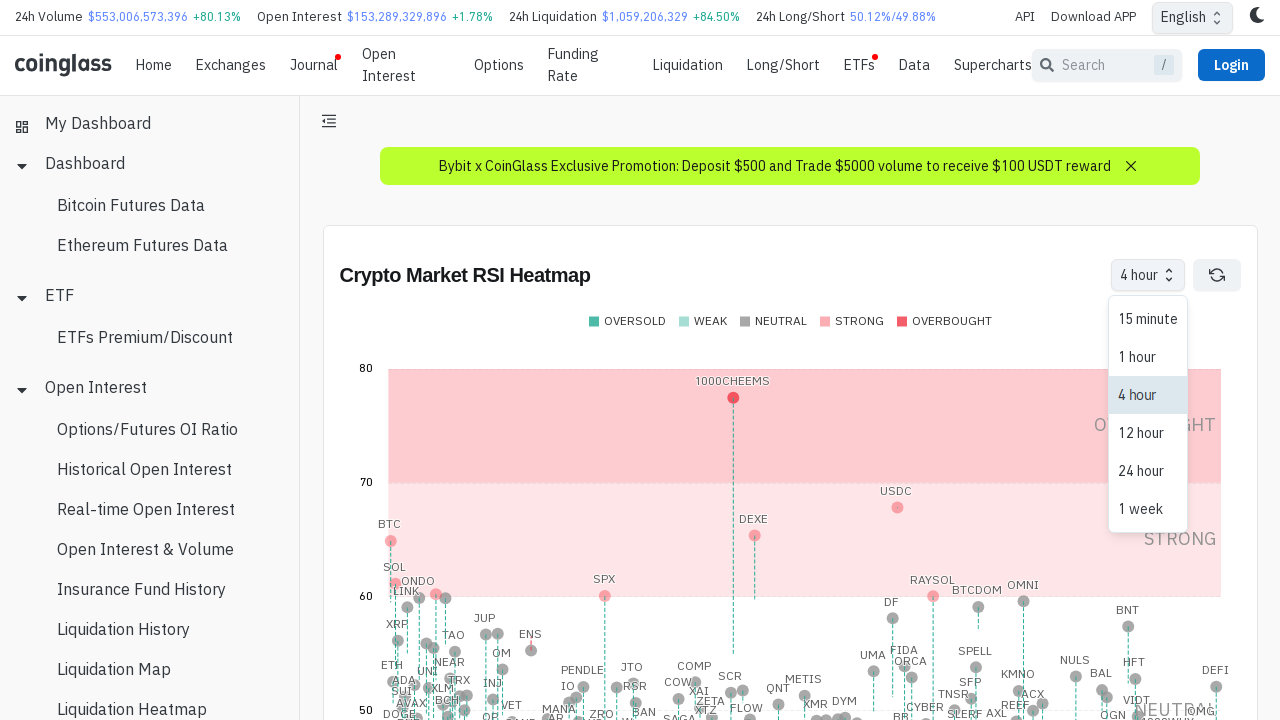 24h Volume $553,006,573,396 +80.13% Open Interest $153,289,329,896 +1.78% 24h Liquidation $1,059,206,329 +84.50% 24h Long/Short 50.12%/49.88% API Download APP English
coinglass Home Exchanges Journal Open Interest Options Funding Rate Liquidation Long/Short ETFs Data Supercharts Search / Login
My Dashboard
Dashboard
Bitcoin Futures Data
Ethereum Futures Data
ETF
ETFs Premium/Discount
Open Interest
Options/Futures OI Ratio
Historical Open Interest
Real-time Open Interest
Open Interest & Volume
Insurance Fund History
Liquidation History
Liquidation Map
Liquidation Heatmap
Bybit x CoinGlass Exclusive Promotion: Deposit $500 and Trade $5000 volume to receive $100 USDT reward
Crypto Market RSI Heatmap
4 hour
15 minute
1 hour
4 hour
12 hour
24 hour
1 week
OVERSOLD WEAK NEUTRAL STRONG OVERBOUGHT
80
1000CHEEMS
70
USDC
DEXE
BTC
STRONG
SOL
ONDO
SPX
RAYSOL
LINK
BTCDOM
OMNI
60
DF
BNT
XRP
JUP
TAO
ENS
OM
UMA
FIDA
SPELL
ETH
NEAR
ORCA
NULS
HFT
UNI
PENDLE
JTO
COMP
SCR
METIS
KMNO
BAL
DEFI
ADA
TRX
INJ
IO
RSR
COW
QNT
SFP
SUI
XLM
XAI
TNSR
ACX
AVAX
BCH
VET
MANA
ZETA
XMR
DYM
CYBER
REEF
VIDT
DOGE
ZRO
BAN
XTZ
FLOW
AXL
50
NEUTRAL
SAGA